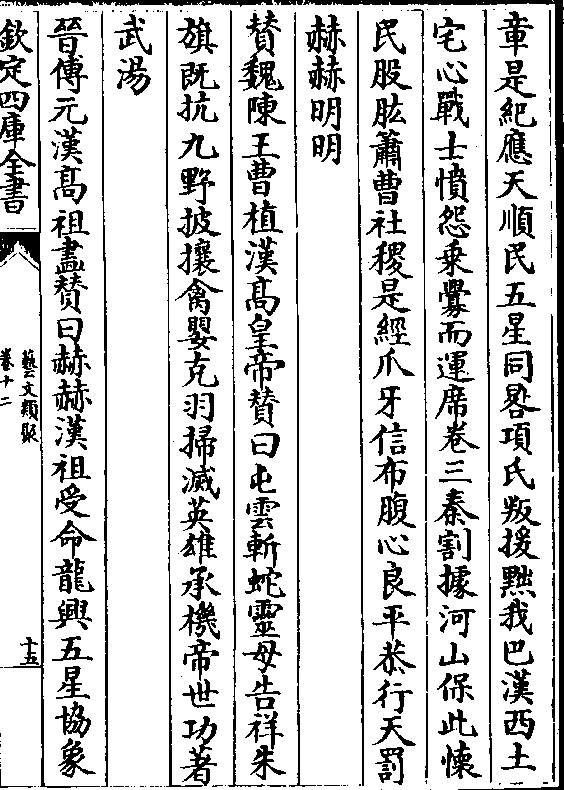 章是紀應天順民五星同晷項氏叛援黜我巴漢西土
宅心戰士憤怨乗釁而運席卷三秦割據河山保此懐
民股肱蕭曹社稷是經爪牙信布腹心良平恭行天罰
赫赫明明
賛魏陳王曹植漢髙皇帝賛曰屯雲斬蛇靈母告祥朱
旗既抗九野披攘禽嬰克羽掃滅英雄承機帝世功著
武湯
晉傅元漢髙祖畫賛曰赫赫漢祖受命龍興五星協象
欽定四庫全書
藝文類聚
卷十二
十五